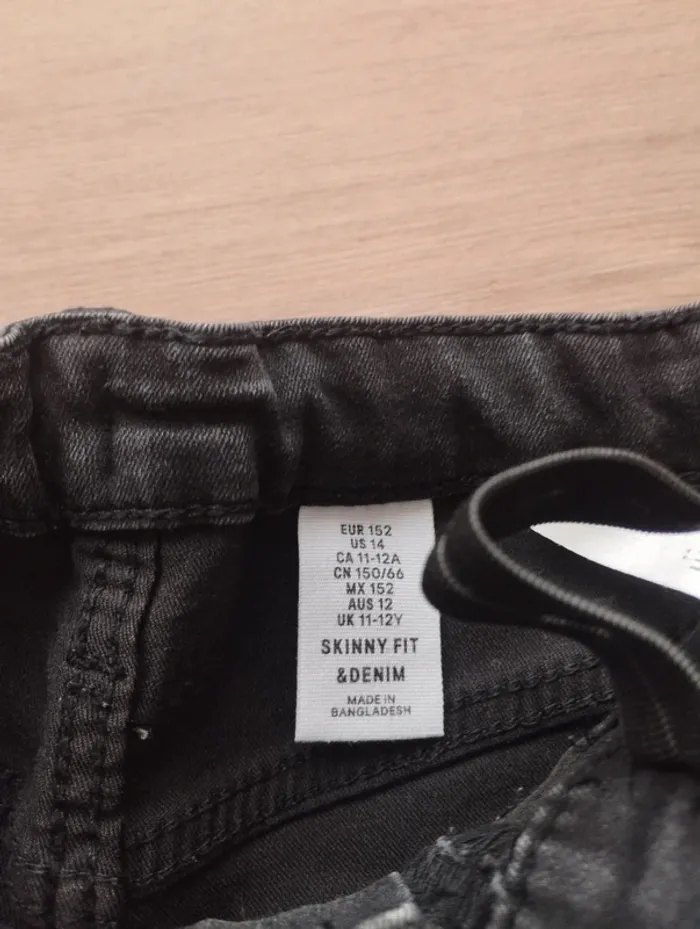 EUR 152
US 14
CA 11-12A
CN 150/66
MX 152
AUS 12
UK 11-12Y
SKINNY FIT
&DENIM
MADE IN
BANGLADESH